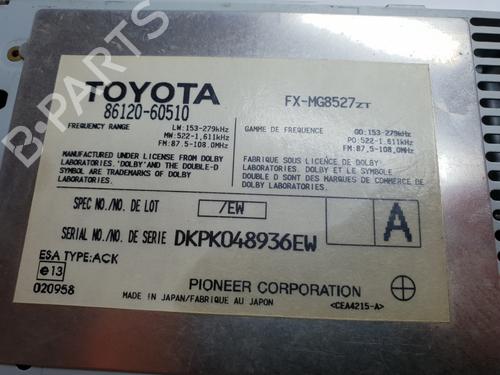 TOYOTA
86120-60510
FX-MG8527ZT
FREQUENCY RANGE
LW:153-279kHz
MW:522-1,611kHz
FM:87.5-108.0MHz
GAMME DE FREQUENCE
GO:153-279kHz
PO:522-1,611kHz
FM:87.5-108.0MHz
MANUFACTURED UNDER LICENSE FROM DOLBY
LABORATORIES. 'DOLBY' AND THE DOUBLE-D
SYMBOL ARE TRADEMARKS OF DOLBY
LABORATORIES.
FABRIQUE SOUS LICENCE DE DOLBY
LABORATORIES. DOLBY ET LE SYMBOLE
DOUBLE D SONT DES MARQUES DE COMMERCE
DE DOLBY LABORATORIES.
SPEC NO./NO. DE LOT
/EW
A
SERIAL NO./NO. DE SERIE
DKPK048936EW
ESA TYPE:ACK
e13
020958
PIONEER CORPORATION
MADE IN JAPAN/FABRIQUE AU JAPON
<CEA4215-A>
B-PARTS